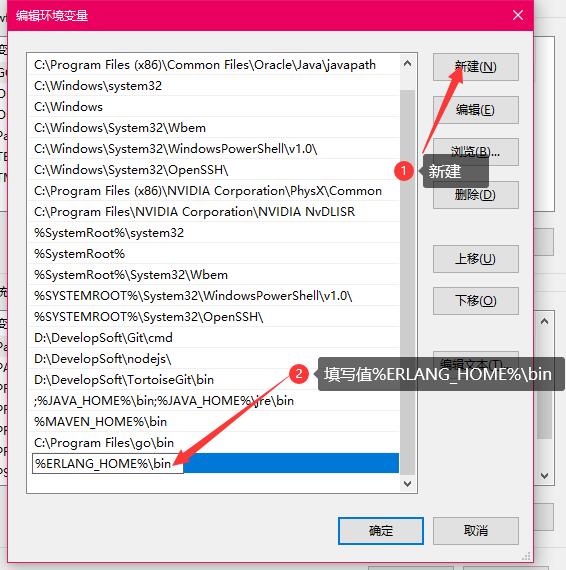 编辑环境变量
C:\Program Files (x86)\Common Files\Oracle\Java\javapath
C:\Windows\system32
C:\Windows
C:\Windows\System32\Wbem
C:\Windows\System32\WindowsPowerShell\v1.0\
C:\Windows\System32\OpenSSH\
C:\Program Files (x86)\NVIDIA Corporation\PhysX\Common
C:\Program Files\NVIDIA Corporation\NVIDIA NvDLISR
%SystemRoot%\system32
%SystemRoot%
%SystemRoot%\System32\Wbem
%SYSTEMROOT%\System32\WindowsPowerShell\v1.0\
%SYSTEMROOT%\System32\OpenSSH\
D:\DevelopSoft\Git\cmd
D:\DevelopSoft\nodejs\
D:\DevelopSoft\TortoiseGit\bin
;%JAVA_HOME%\bin;%JAVA_HOME%\jre\bin
%MAVEN_HOME%\bin
C:\Program Files\go\bin
%ERLANG_HOME%\bin
新建(N)
编辑(E)
浏览(B)...
1 新建
删除(D)
上移(U)
下移(O)
编辑文本(T)...
2 填写值%ERLANG_HOME%\bin
确定
取消